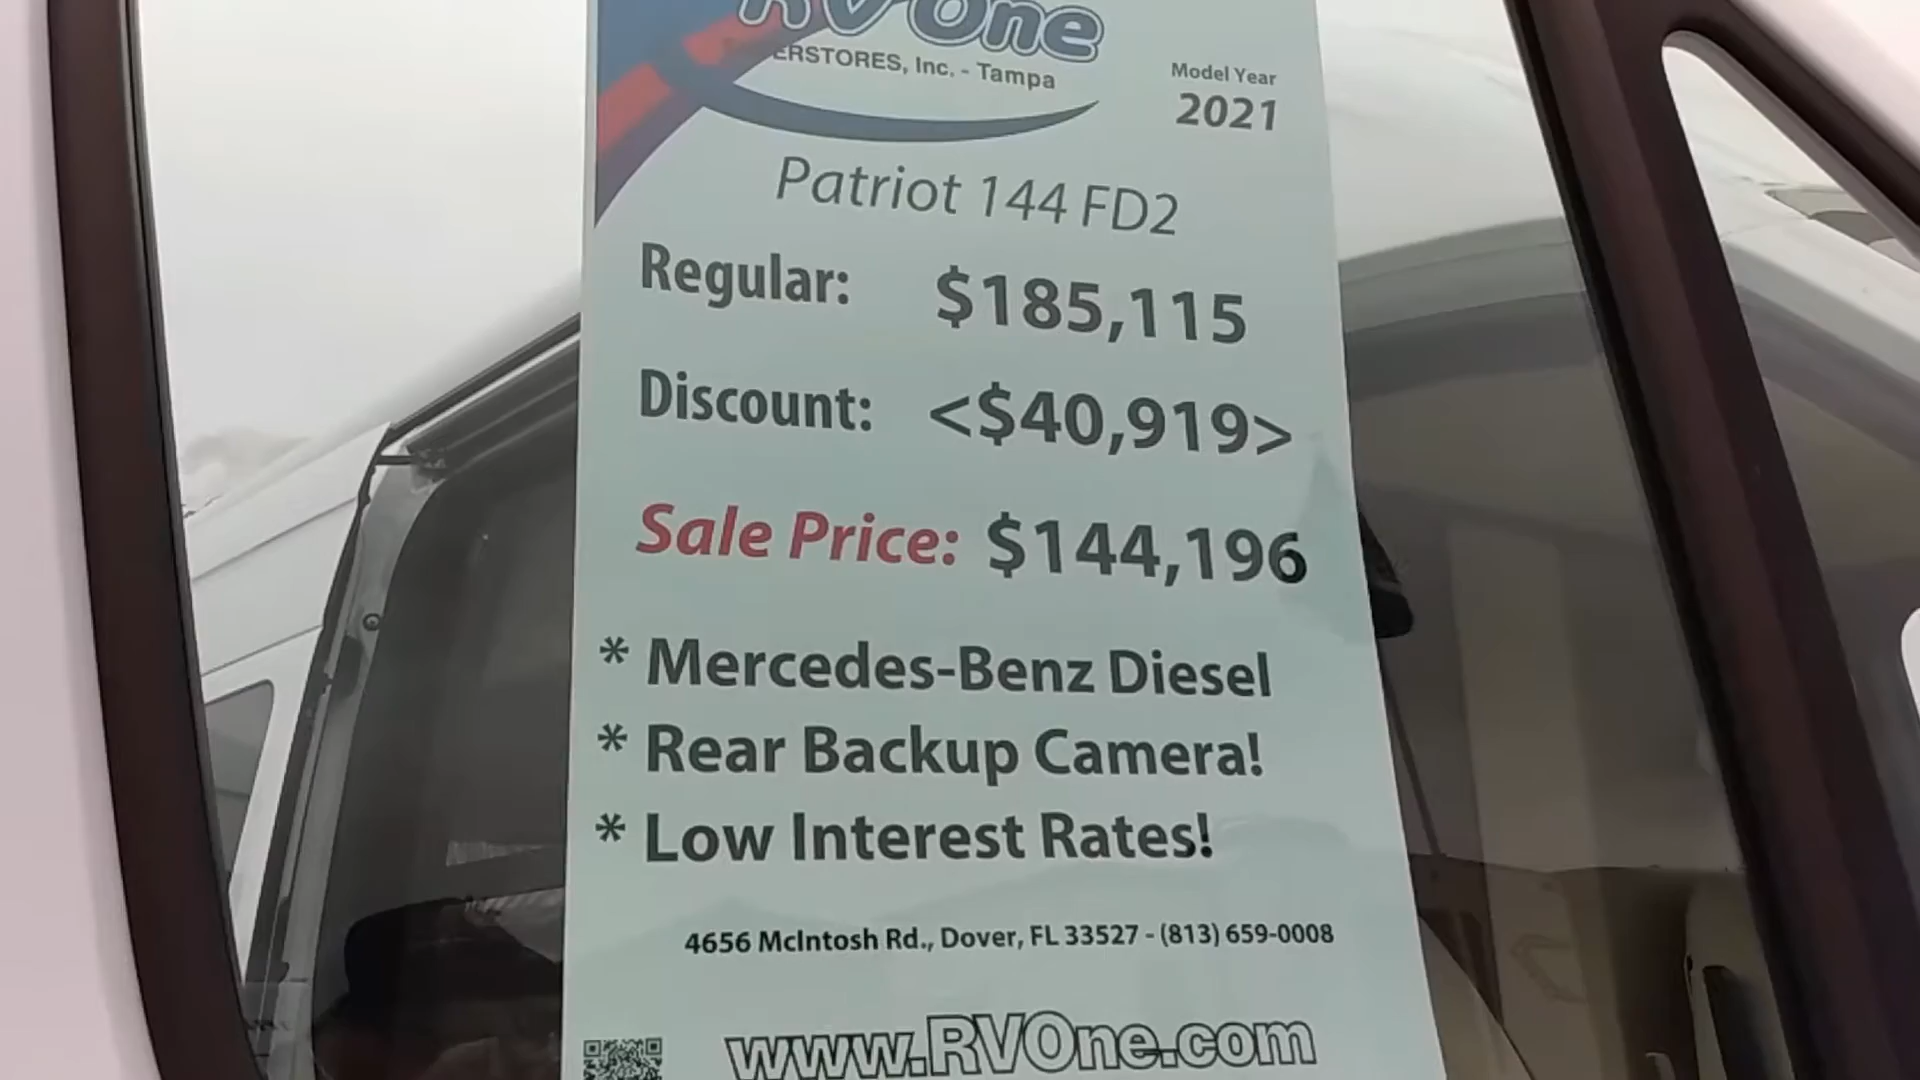 RVOne
ERSTORES, Inc. - Tampa
Model Year
2021
Patriot 144 FD2
Regular: $185,115
Discount: <$40,919>
Sale Price: $144,196
* Mercedes-Benz Diesel
* Rear Backup Camera!
* Low Interest Rates!
4656 McIntosh Rd., Dover, FL 33527 - (813) 659-0008
www.RVOne.com